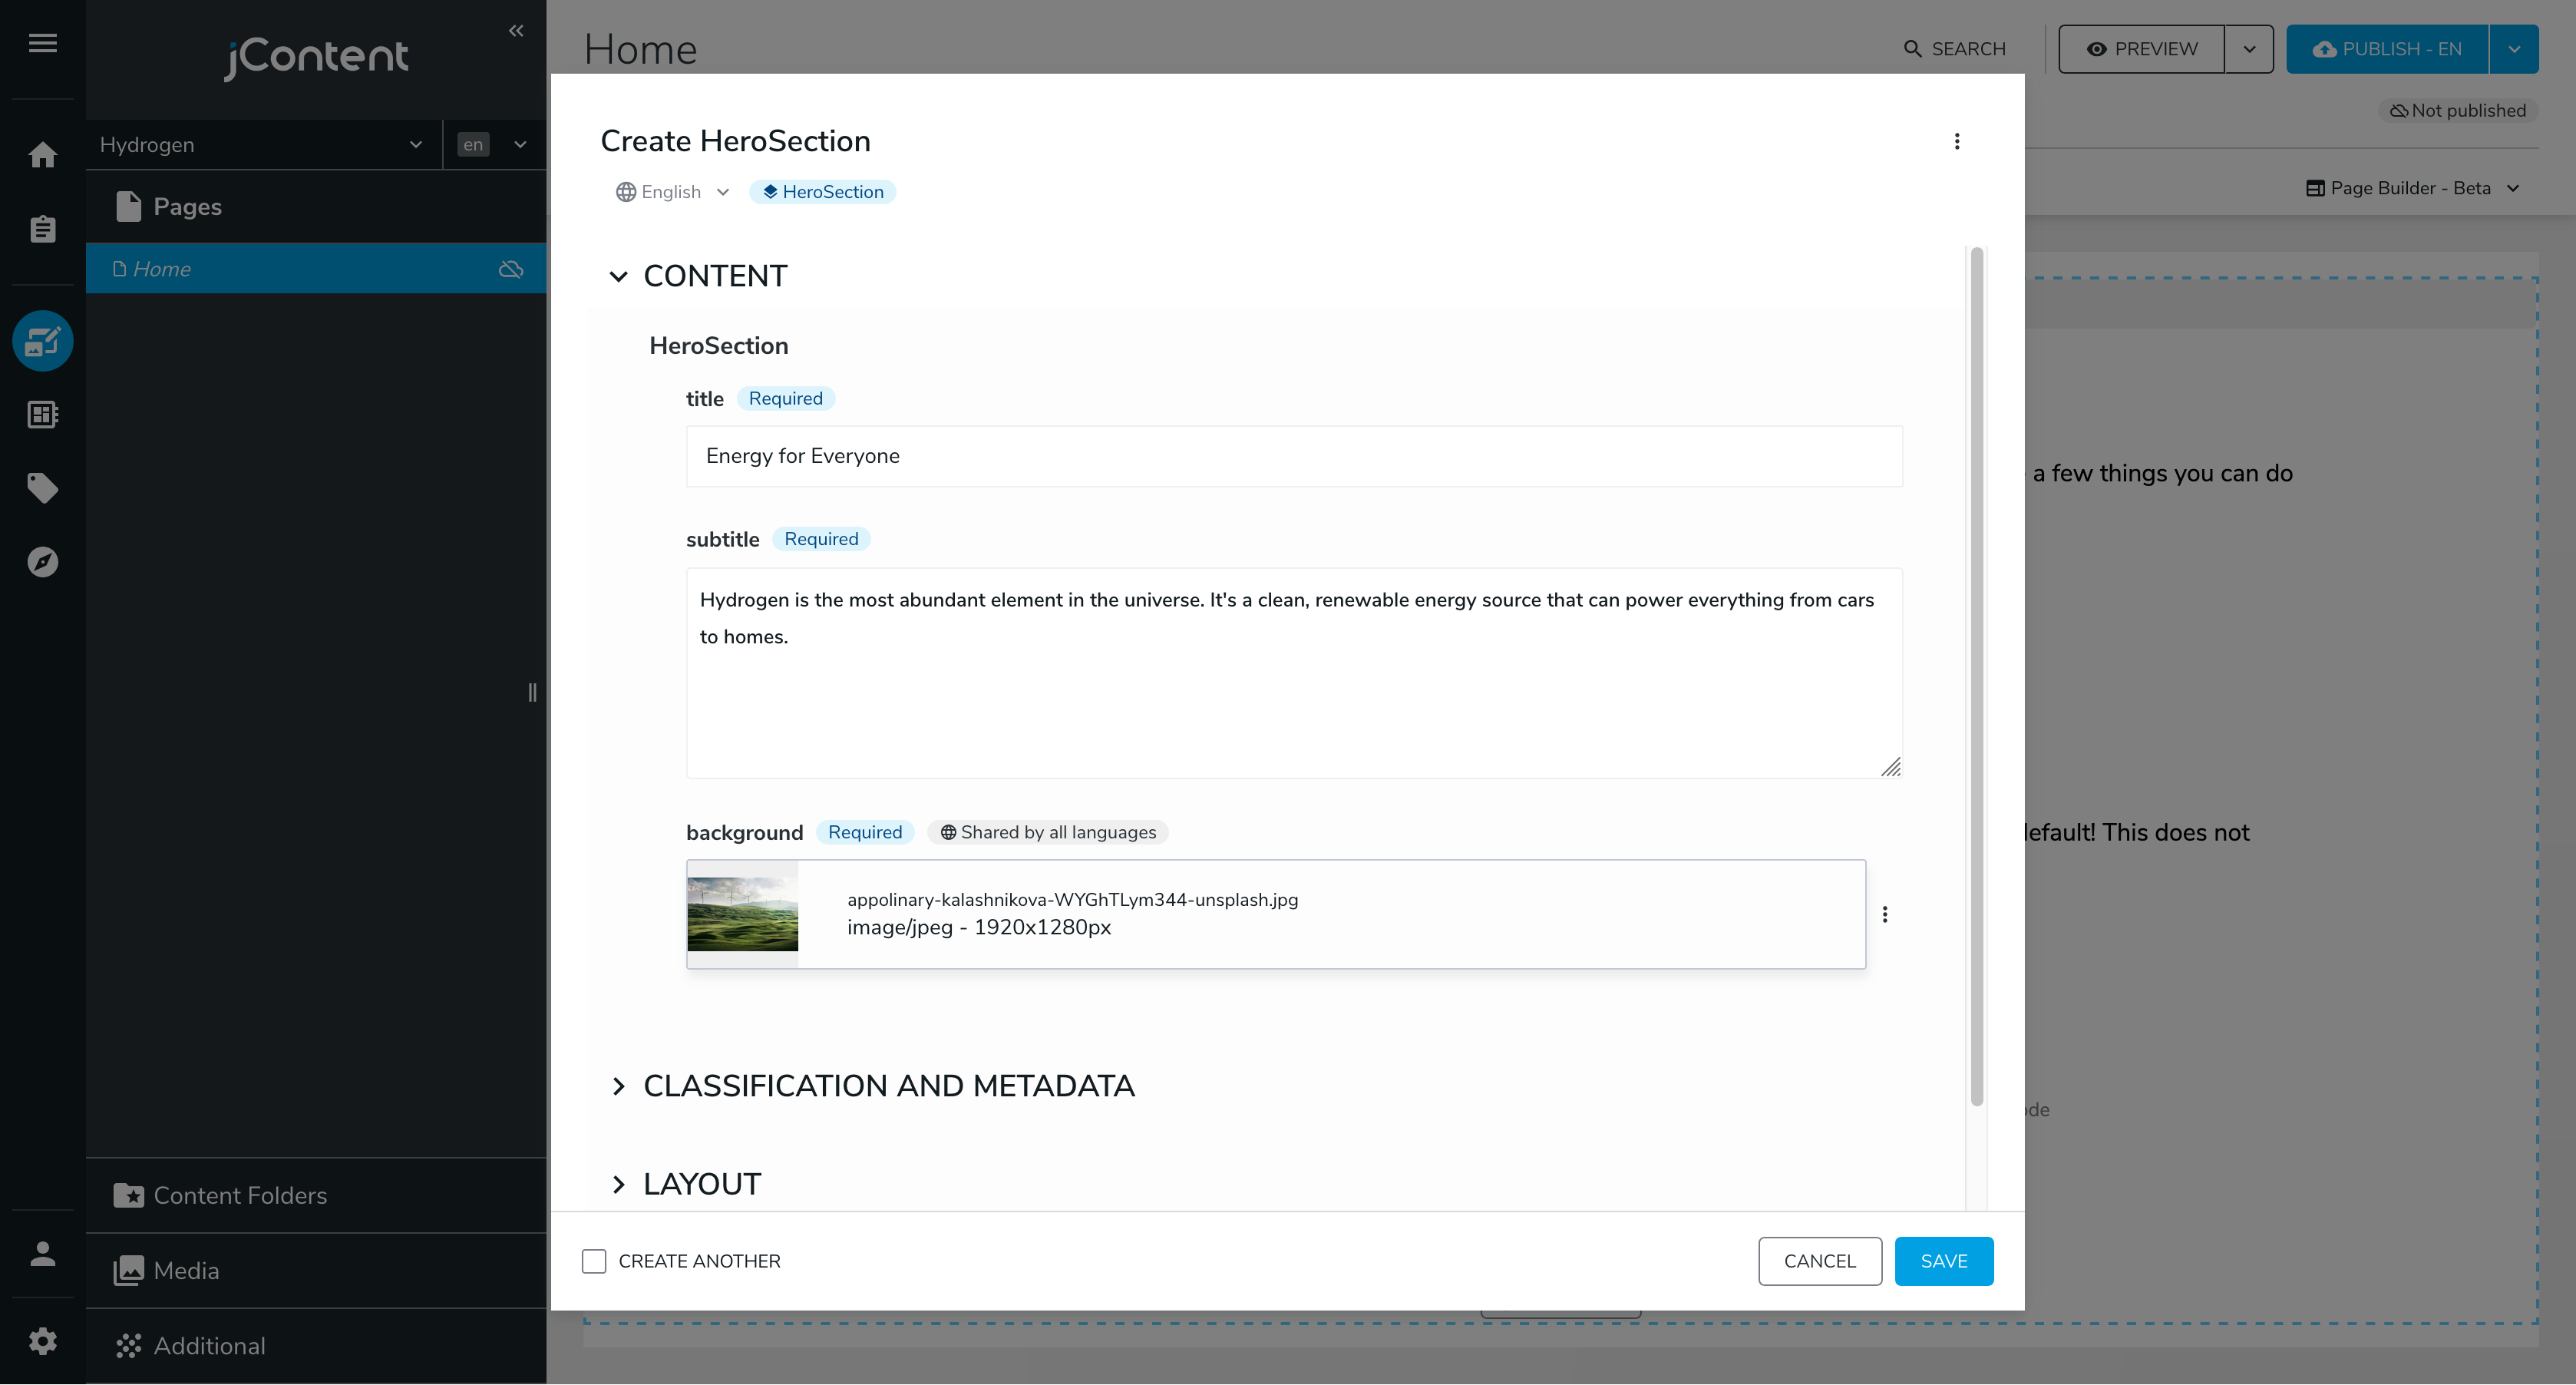 jContent
Hydrogen
en
Pages
Home
Content Folders
Media
Additional
Home
SEARCH
PREVIEW
PUBLISH - EN
Not published
Page Builder - Beta
a few things you can do
default! This does not
Create HeroSection
English
HeroSection
CONTENT
HeroSection
title Required
Energy for Everyone
subtitle Required
Hydrogen is the most abundant element in the universe. It's a clean, renewable energy source that can power everything from cars
to homes.
background Required Shared by all languages
appolinary-kalashnikova-WYGhTLym344-unsplash.jpg
image/jpeg - 1920x1280px
CLASSIFICATION AND METADATA
LAYOUT
CREATE ANOTHER
CANCEL
SAVE